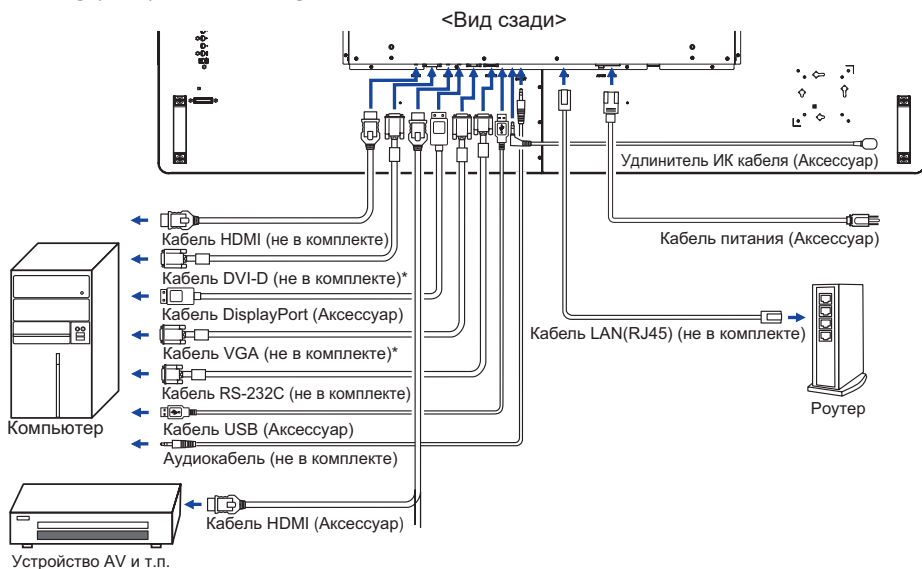 <Вид сзади>
Удлинитель ИК кабеля (Аксессуар)
Кабель HDMI (не в комплекте)
Кабель питания (Аксессуар)
Кабель DVI-D (не в комплекте)*
Кабель DisplayPort (Аксессуар)
Кабель LAN(RJ45) (не в комплекте)
Кабель VGA (не в комплекте)*
Кабель RS-232C (не в комплекте)
Роутер
Компьютер
Кабель USB (Аксессуар)
Аудиокабель (не в комплекте)
Кабель HDMI (Аксессуар)
Устройство AV и т.п.